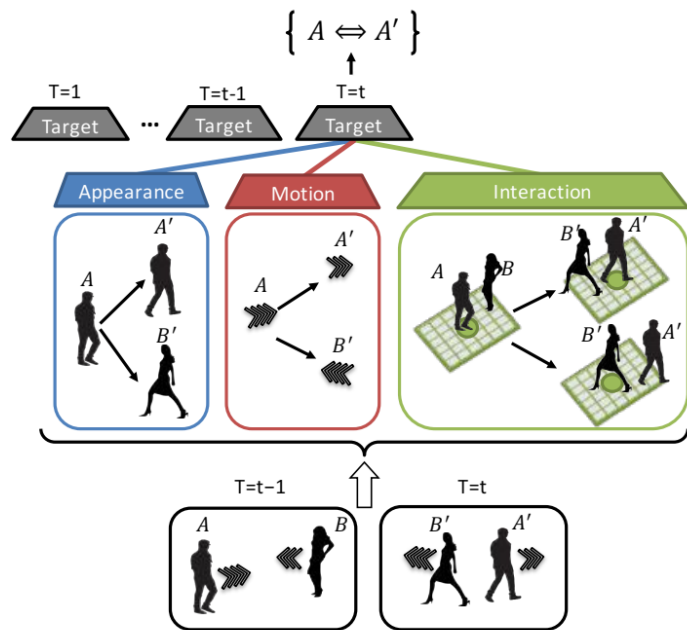 { A ⇔ A′ }
T=1 T=t-1 T=t
Target ... Target Target
Appearance Motion Interaction
A A′ B′
A A′ B′
A B B′ A′ B′ A′
T=t−1 T=t
A B B′ A′